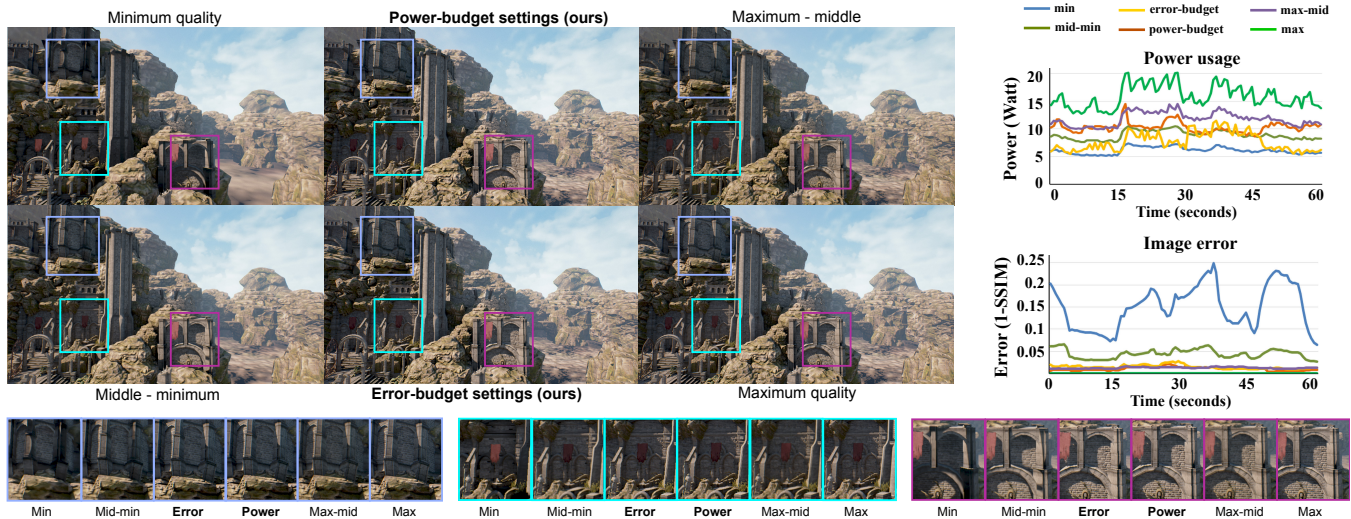 Minimum quality
Power-budget settings (ours)
Maximum - middle
Middle - minimum
Error-budget settings (ours)
Maximum quality
min
error-budget
max-mid
mid-min
power-budget
max
Power usage
Power (Watt)
20
15
10
5
0
0
15
30
45
60
Time (seconds)
Image error
Error (1-SSIM)
0.25
0.2
0.15
0.1
0.05
0
15
30
45
60
Time (seconds)
Min
Mid-min
Error
Power
Max-mid
Max
Min
Mid-min
Error
Power
Max-mid
Max
Min
Mid-min
Error
Power
Max-mid
Max